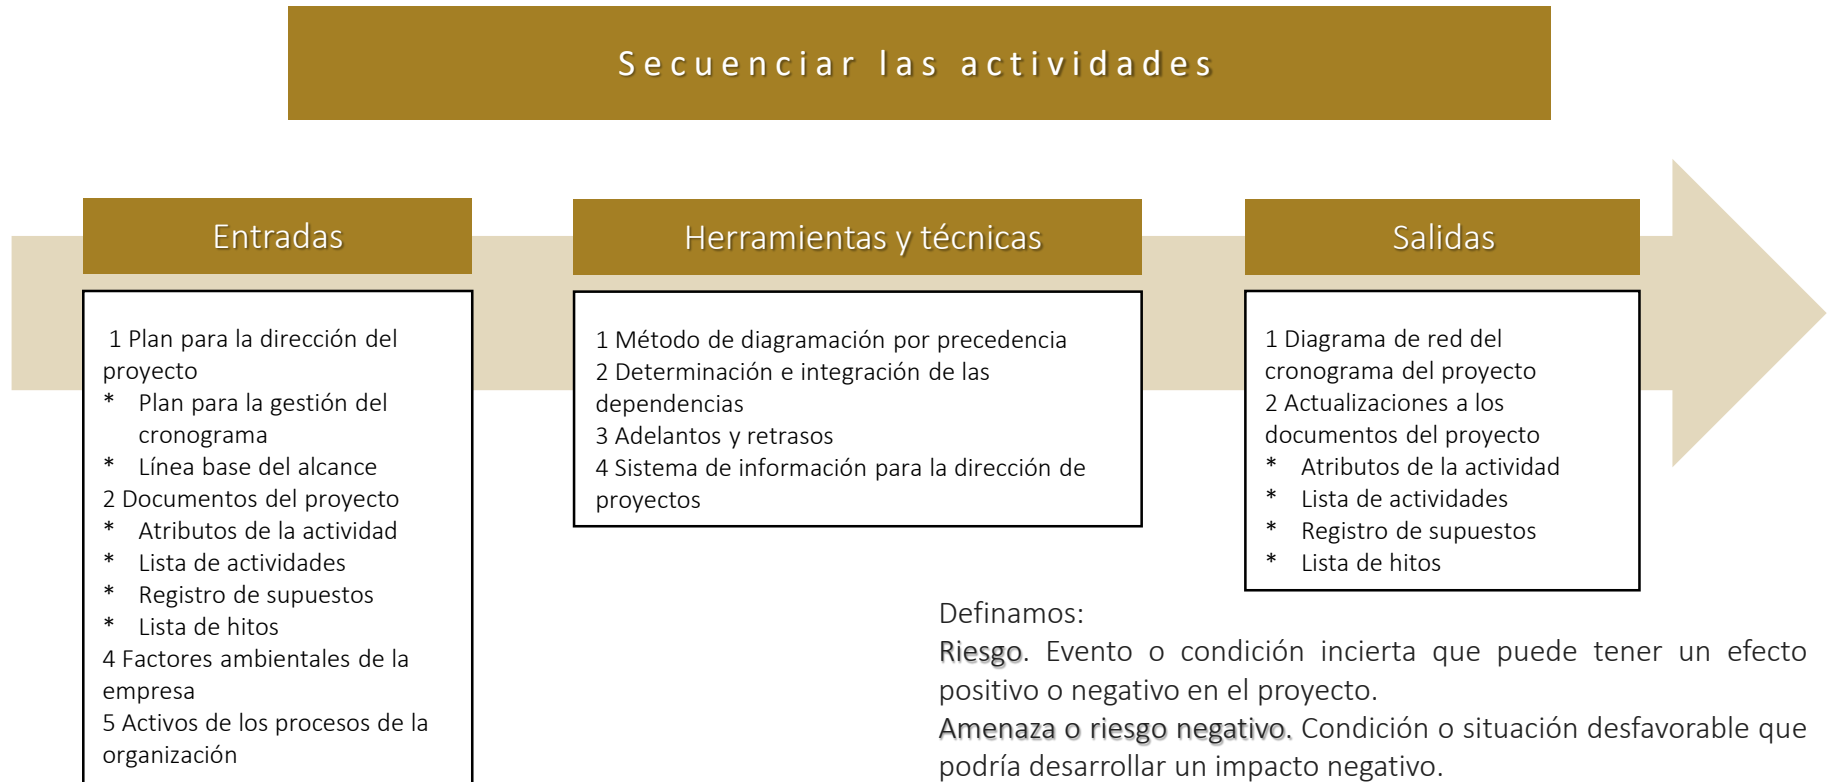 Secuenciar las actividades
Entradas
1 Plan para la dirección del
proyecto
* Plan para la gestión del
cronograma
* Línea base del alcance
2 Documentos del proyecto
* Atributos de la actividad
* Lista de actividades
* Registro de supuestos
* Lista de hitos
4 Factores ambientales de la
empresa
5 Activos de los procesos de la
organización
Herramientas y técnicas
1 Método de diagramación por precedencia
2 Determinación e integración de las
dependencias
3 Adelantos y retrasos
4 Sistema de información para la dirección de
proyectos
Salidas
1 Diagrama de red del
cronograma del proyecto
2 Actualizaciones a los
documentos del proyecto
* Atributos de la actividad
* Lista de actividades
* Registro de supuestos
* Lista de hitos
Definamos:
Riesgo. Evento o condición incierta que puede tener un efecto
positivo o negativo en el proyecto.
Amenaza o riesgo negativo. Condición o situación desfavorable que
podría desarrollar un impacto negativo.